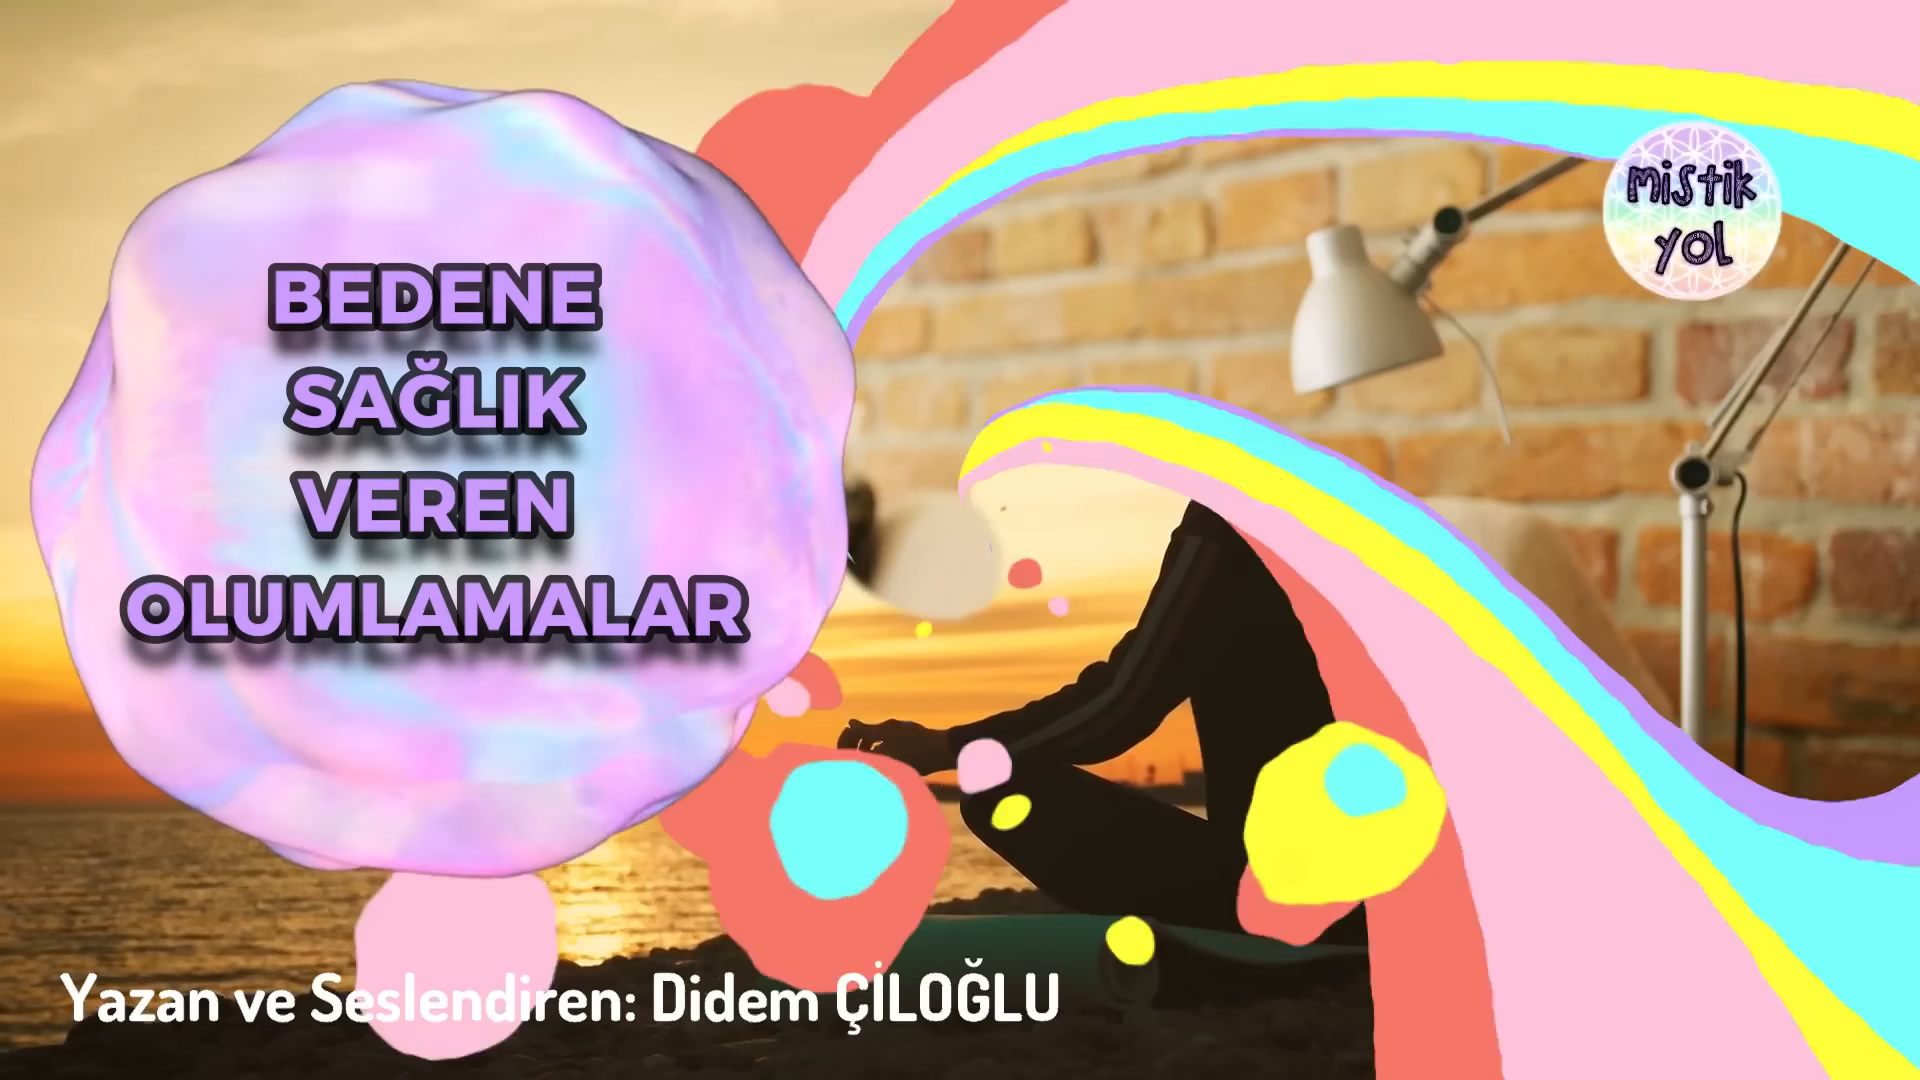 BEDENE
SAĞLIK
VEREN
OLUMLAMALAR
mistik
yol
Yazan ve Seslendiren: Didem ÇİLOĞLU